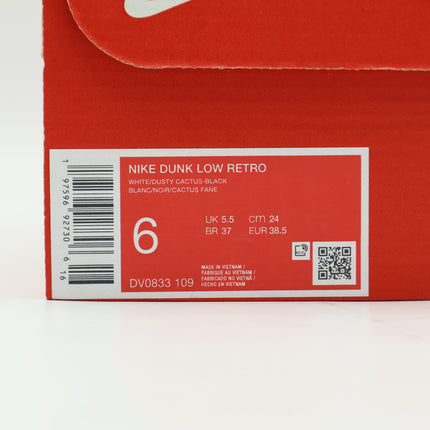 NIKE DUNK LOW RETRO
WHITE/DUSTY CACTUS-BLACK
BLANC/NOIR/CACTUS FANE
6
UK 5.5 cm 24
BR 37 EUR 38.5
MADE IN VIETNAM /
FABRIQUE AU VIETNAM /
FABRICADO NO VIETNÃ /
HECHO EN VIETNAM
DV0833 109
1 97596 92730 6 16